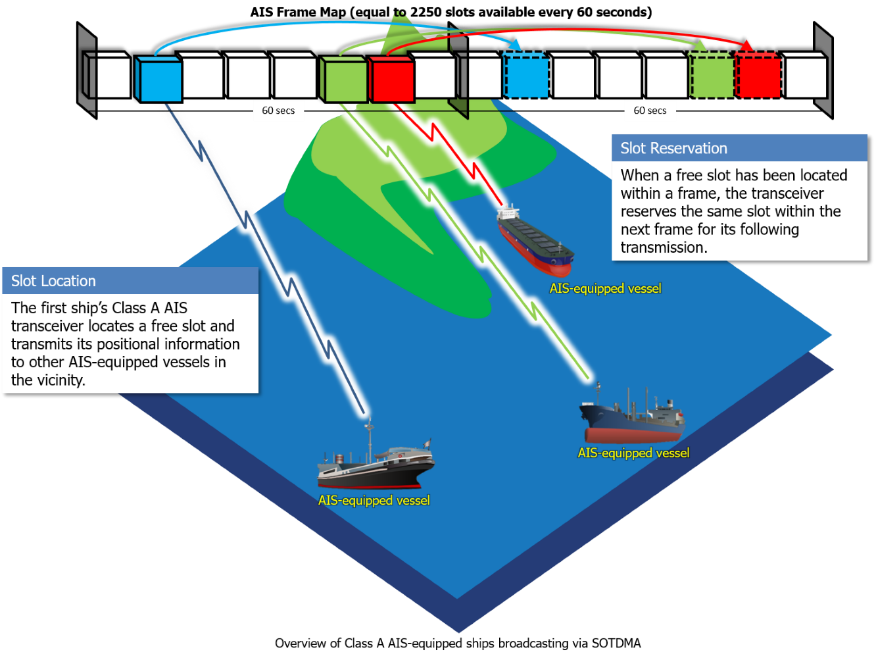 AIS Frame Map (equal to 2250 slots available every 60 seconds)
60 secs
60 secs
Slot Reservation
When a free slot has been located
within a frame, the transceiver
reserves the same slot within the
next frame for its following
transmission.
Slot Location
The first ship's Class A AIS
transceiver locates a free slot and
transmits its positional information
to other AIS-equipped vessels in
the vicinity.
AIS-equipped vessel
AIS-equipped vessel
AIS-equipped vessel
Overview of Class A AIS-equipped ships broadcasting via SOTDMA